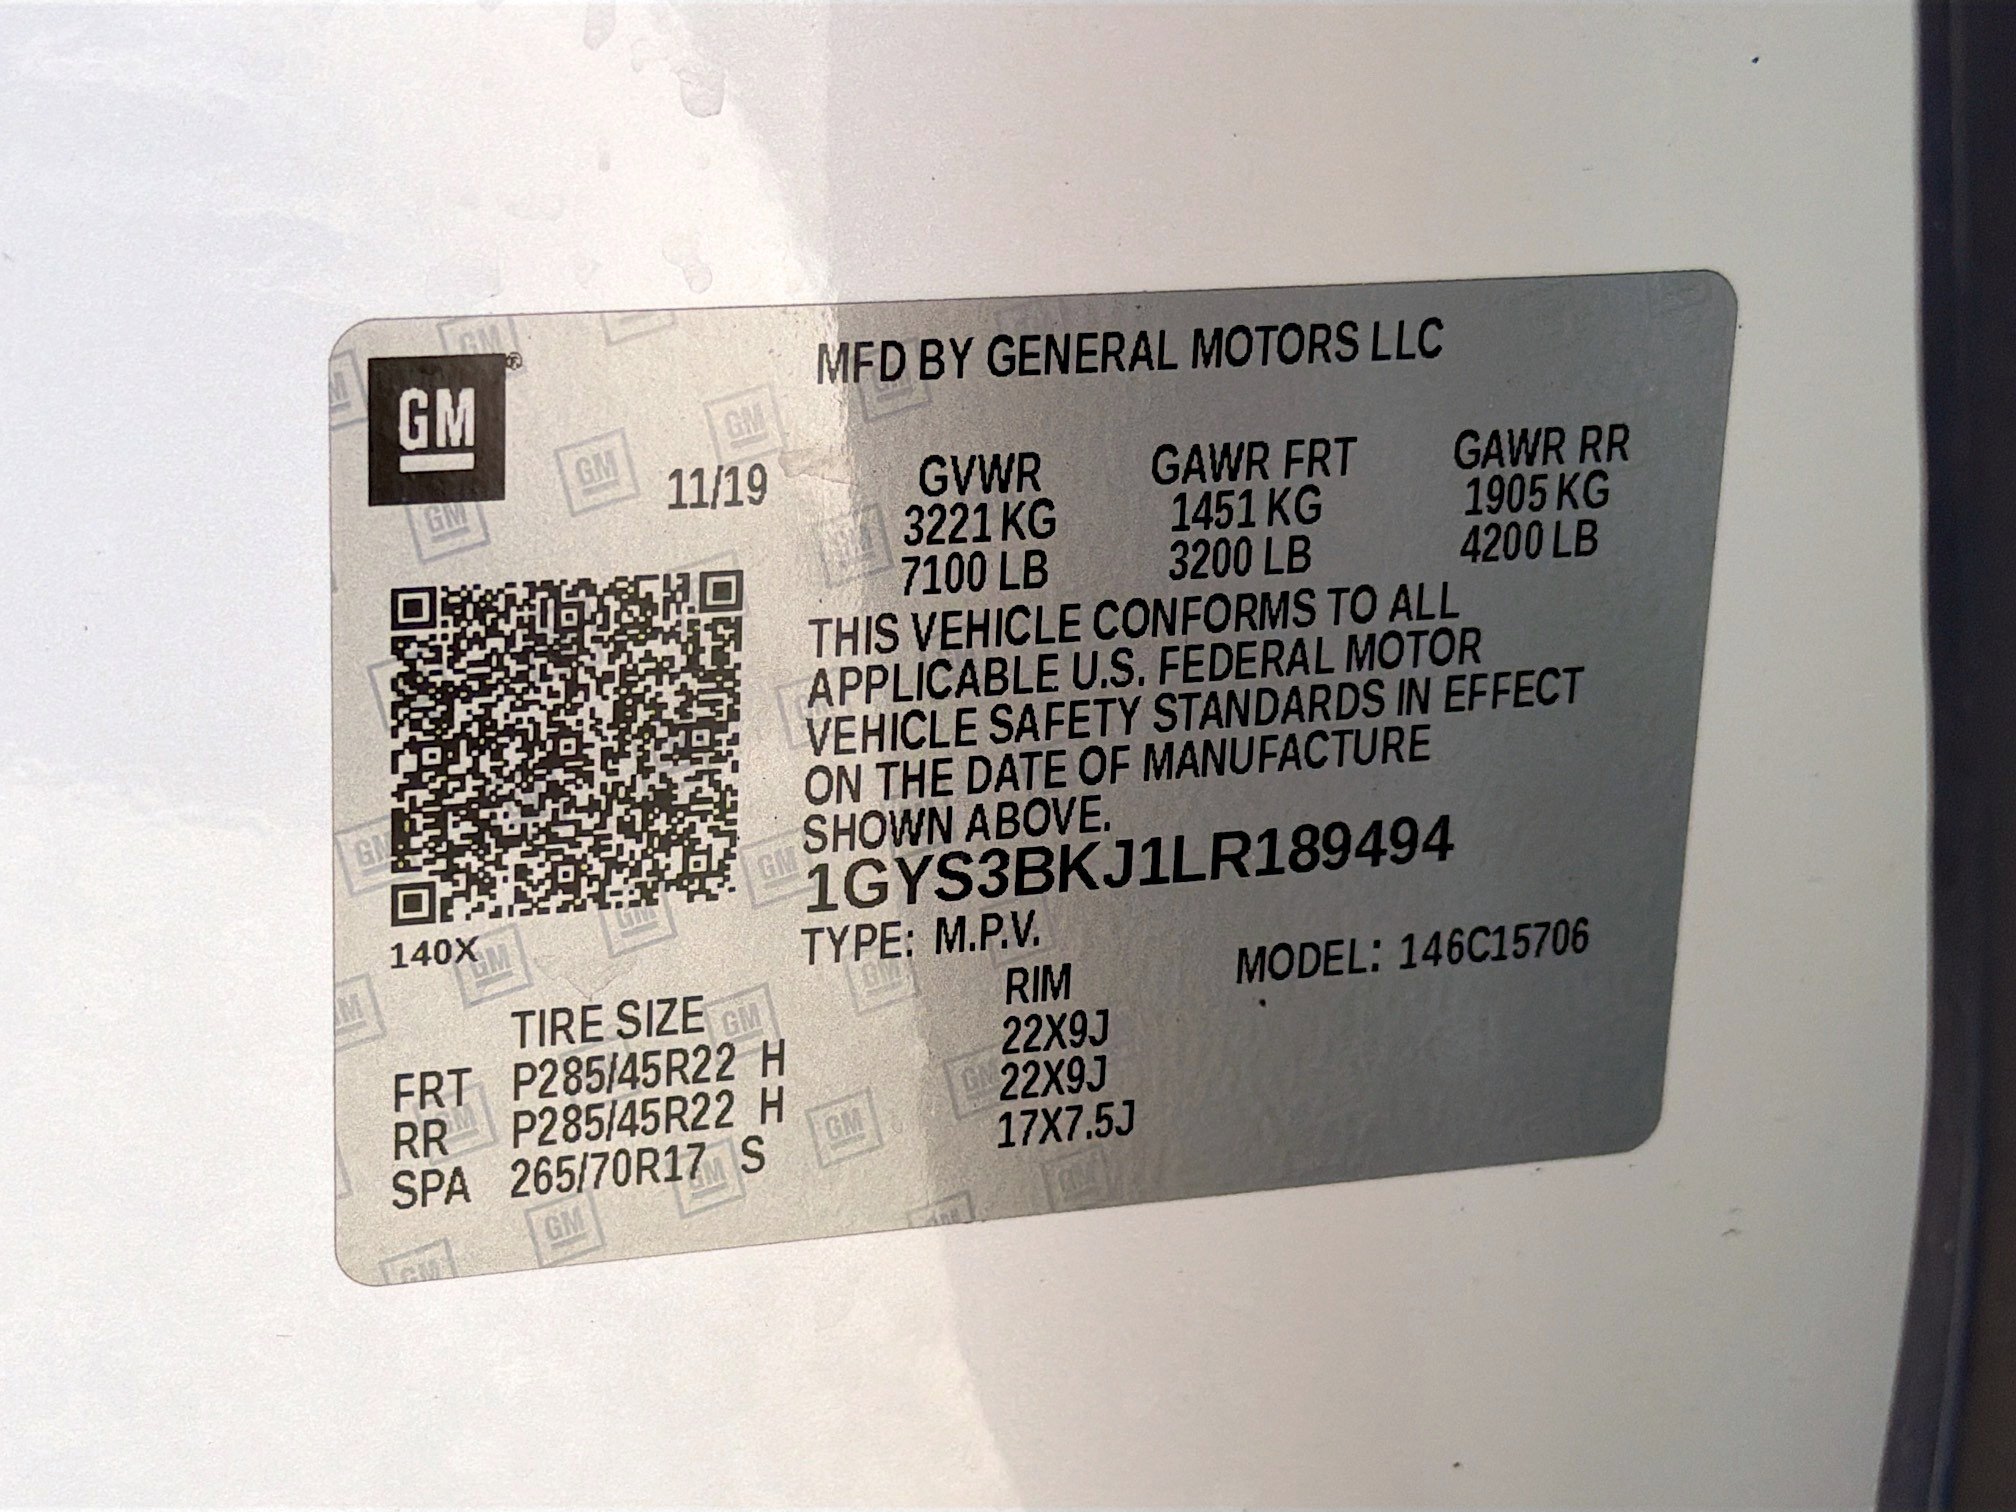 MFD BY GENERAL MOTORS LLC
GM®
11/19
GVWR GAWR FRT GAWR RR
3221 KG 1451 KG 1905 KG
7100 LB 3200 LB 4200 LB
THIS VEHICLE CONFORMS TO ALL
APPLICABLE U.S. FEDERAL MOTOR
VEHICLE SAFETY STANDARDS IN EFFECT
ON THE DATE OF MANUFACTURE
SHOWN ABOVE.
1GYS3BKJ1LR189494
140X
TYPE: M.P.V. MODEL: 146C15706
TIRE SIZE RIM
FRT P285/45R22 H 22X9J
RR P285/45R22 H 22X9J
SPA 265/70R17 S 17X7.5J